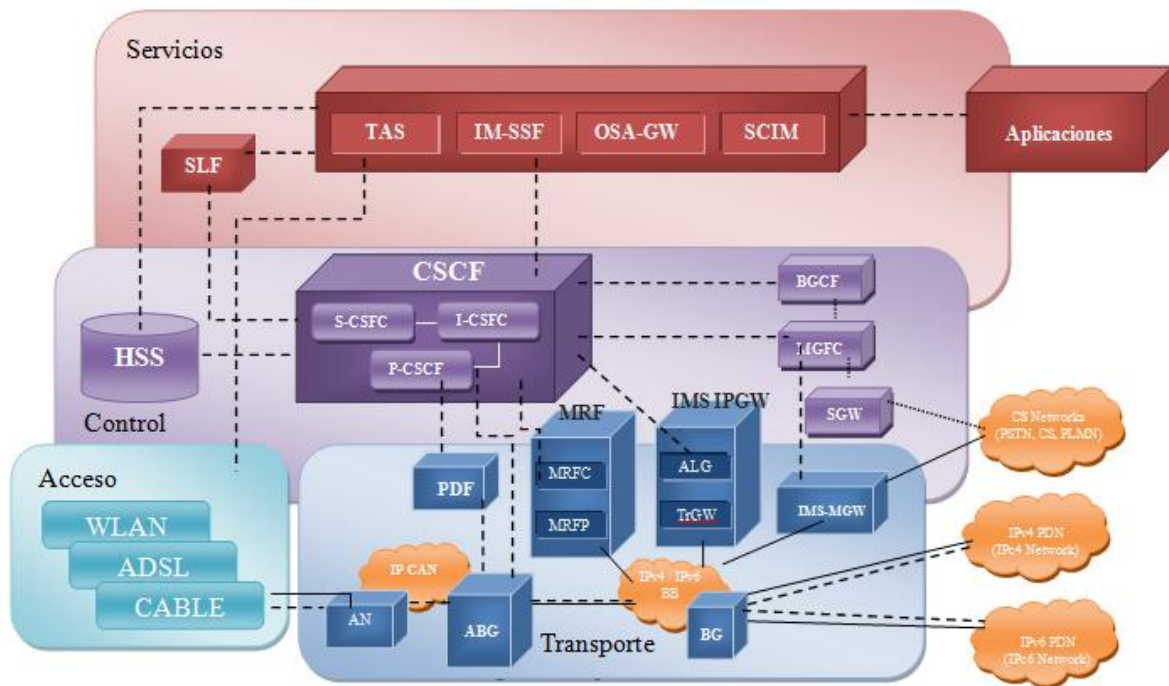 Servicios
TAS
IM-SSF
OSA-GW
SCIM
Aplicaciones
SLF
CSCF
S-CSFC
I-CSFC
P-CSCF
BGCF
MGFC
SGW
HSS
Control
MRF
IMS IPGW
CS Networks
(PSTN, CS, PLMN)
Acceso
WLAN
ADSL
CABLE
PDF
MRFC
MRFP
ALG
TrGW
IMS-MGW
IP CAN
IPv4 / IPv6
BB
IPv4 PDN
(IPc4 Network)
AN
ABG
Transporte
BG
IPv6 PDN
(IPc6 Network)